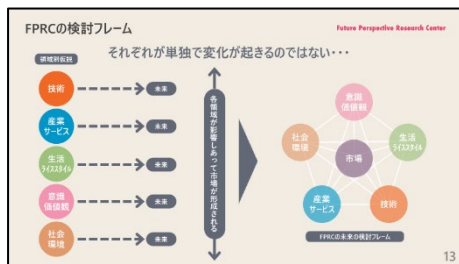 FPRCの検討フレーム
Future Perspective Research Center
それぞれが単独で変化が起きるのではない・・・
領域別仮説
技術
未来
産業
サービス
未来
生活
ライフスタイル
未来
意識
価値観
未来
社会
環境
未来
各領域が影響しあって市場が形成される
意識
価値観
社会
環境
生活
ライフスタイル
市場
産業
サービス
技術
FPRCの未来の検討フレーム
13